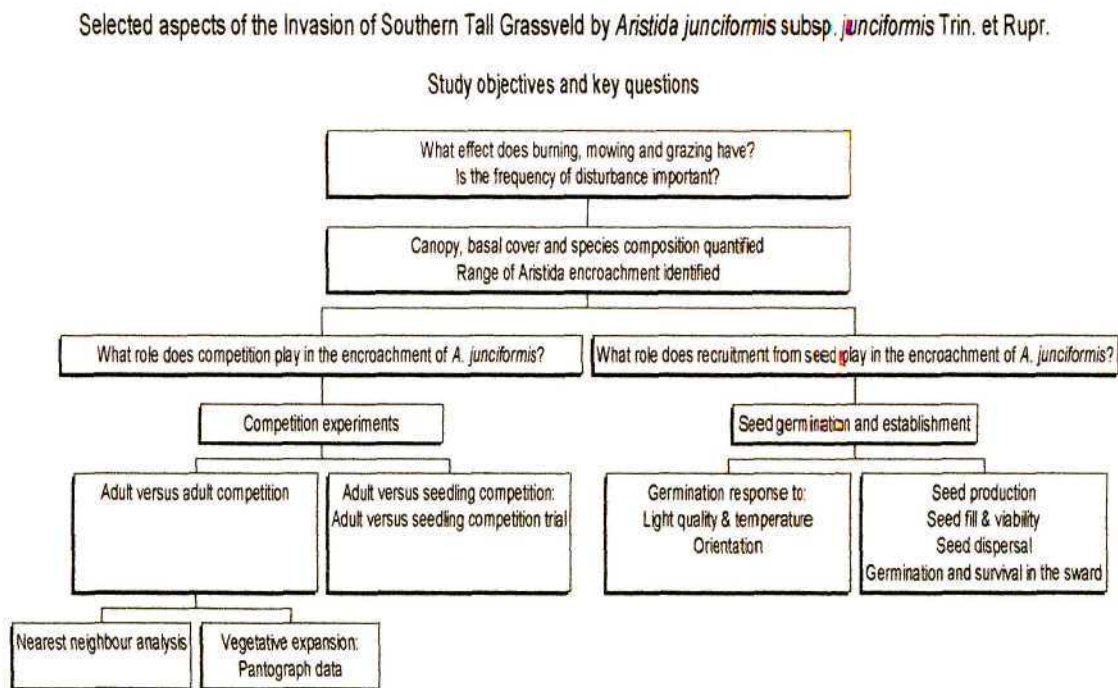 Selected aspects of the Invasion of Southern Tall Grassveld by Aristida junciformis subsp. junciformis Trin. et Rupr.
Study objectives and key questions
What effect does burning, mowing and grazing have?
Is the frequency of disturbance important?
Canopy, basal cover and species composition quantified
Range of Aristida encroachment identified
What role does competition play in the encroachment of A. junciformis?
What role does recruitment from seed play in the encroachment of A. junciformis?
Competition experiments
Seed germination and establishment
Adult versus adult competition
Adult versus seedling competition:
Adult versus seedling competition trial
Germination response to:
Light quality & temperature
Orientation
Seed production
Seed fill & viability
Seed dispersal
Germination and survival in the sward
Nearest neighbour analysis
Vegetative expansion:
Pantograph data